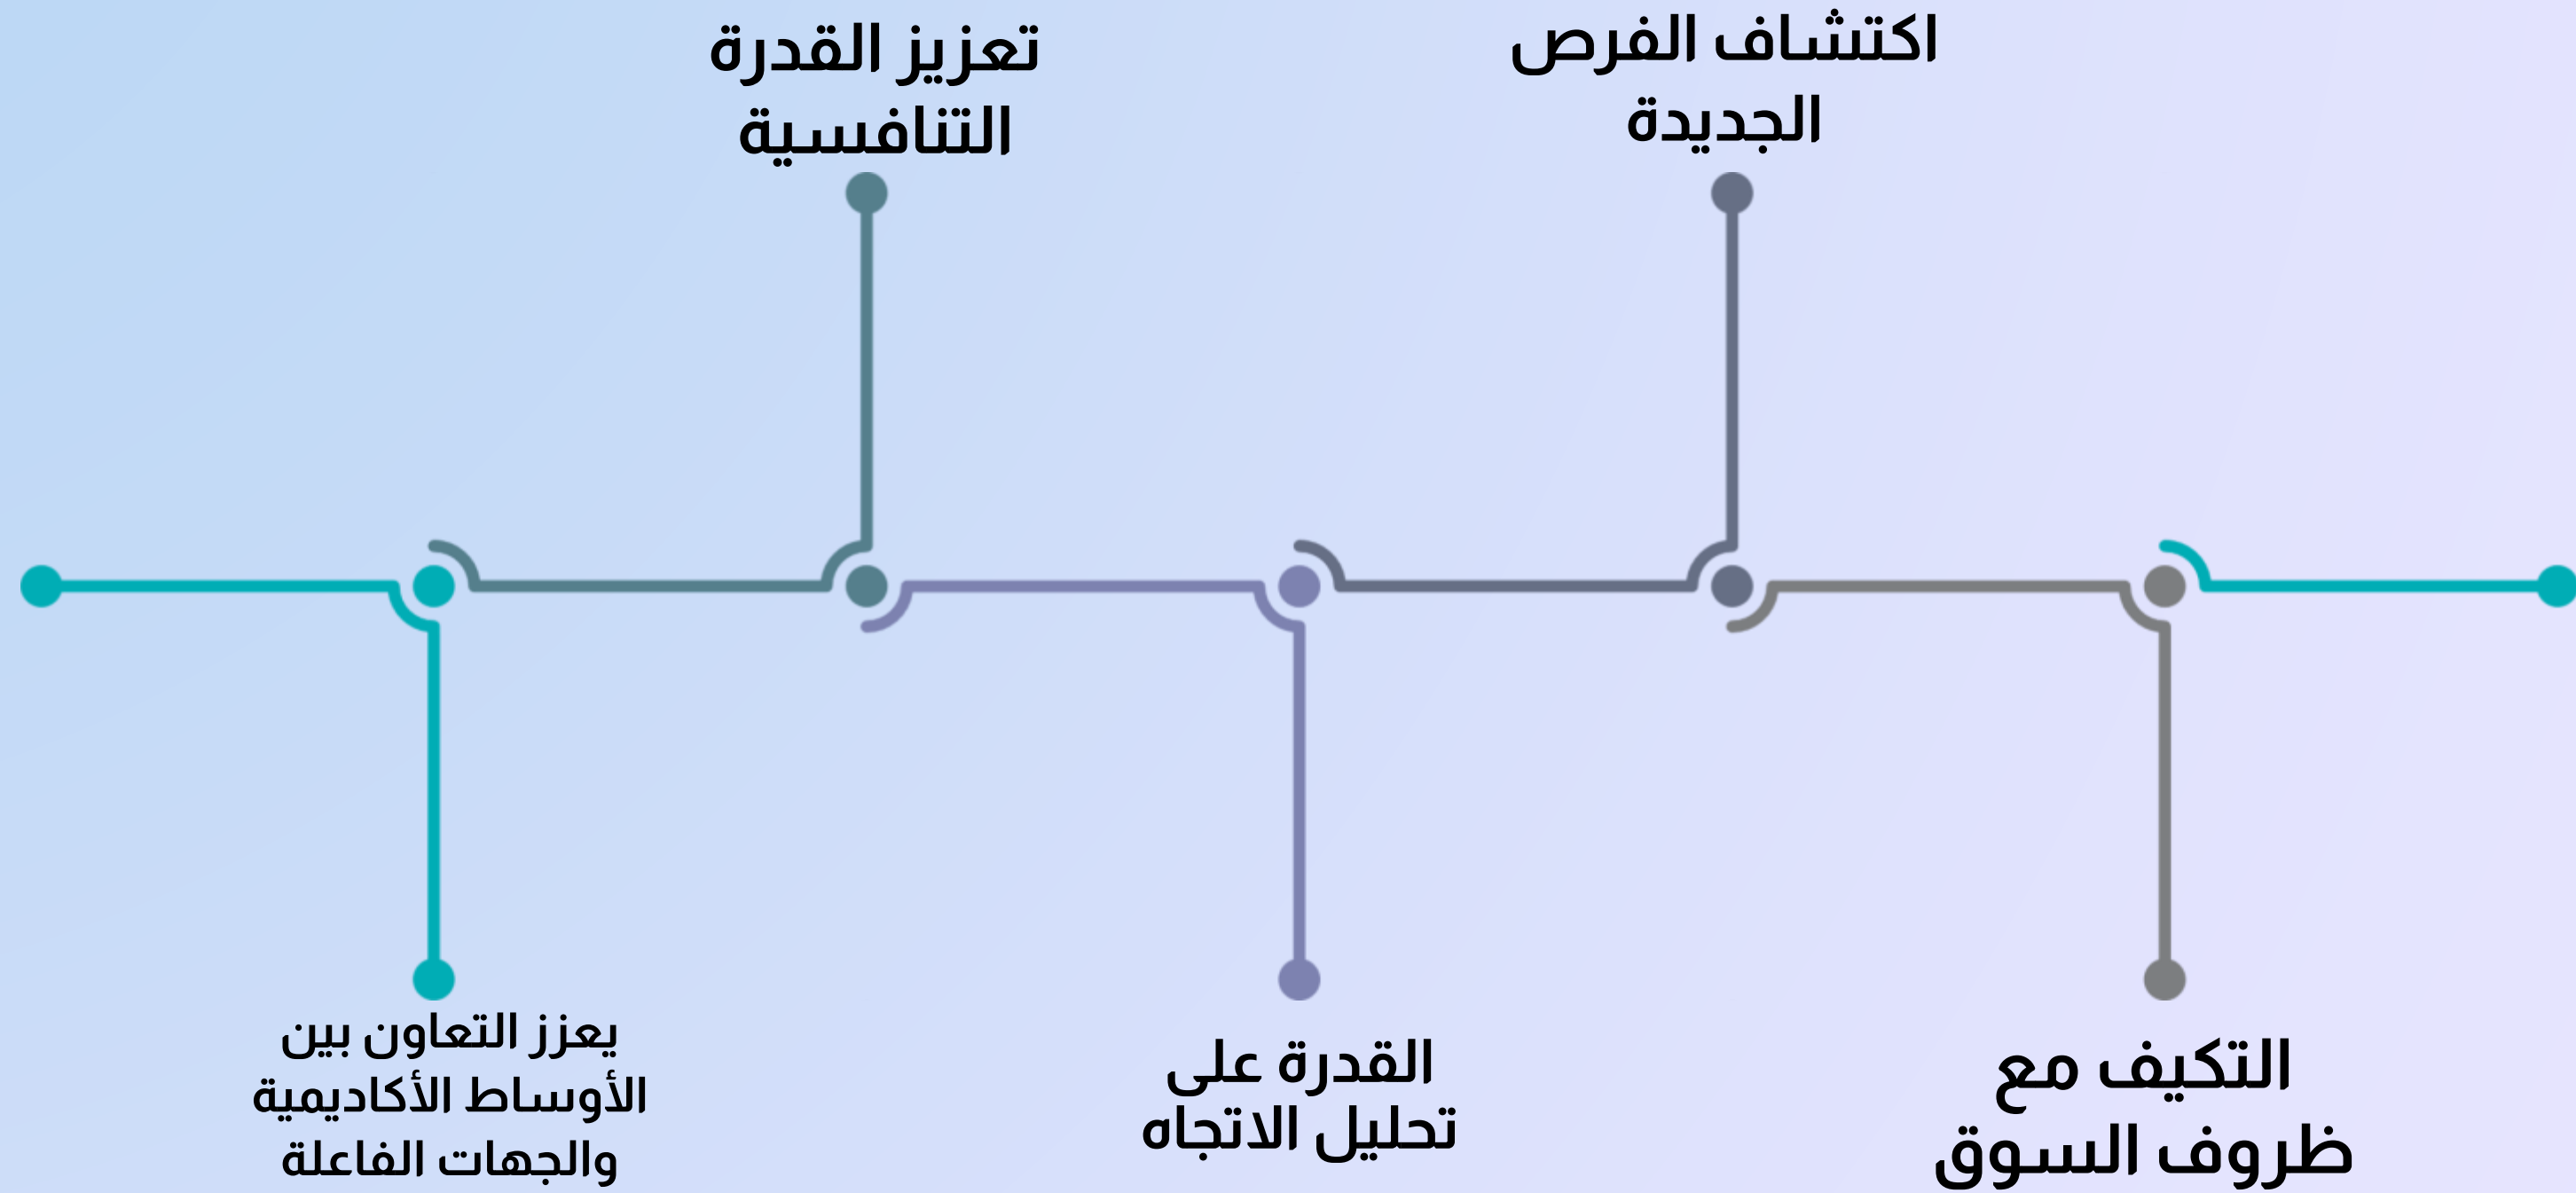 اكتشاف الفرص
الجديدة
تعزيز القدرة
التنافسية
التكيف مع
ظروف السوق
القدرة على
تحليل الاتجاه
يعزز التعاون بين
الأوساط الأكاديمية
والجهات الفاعلة